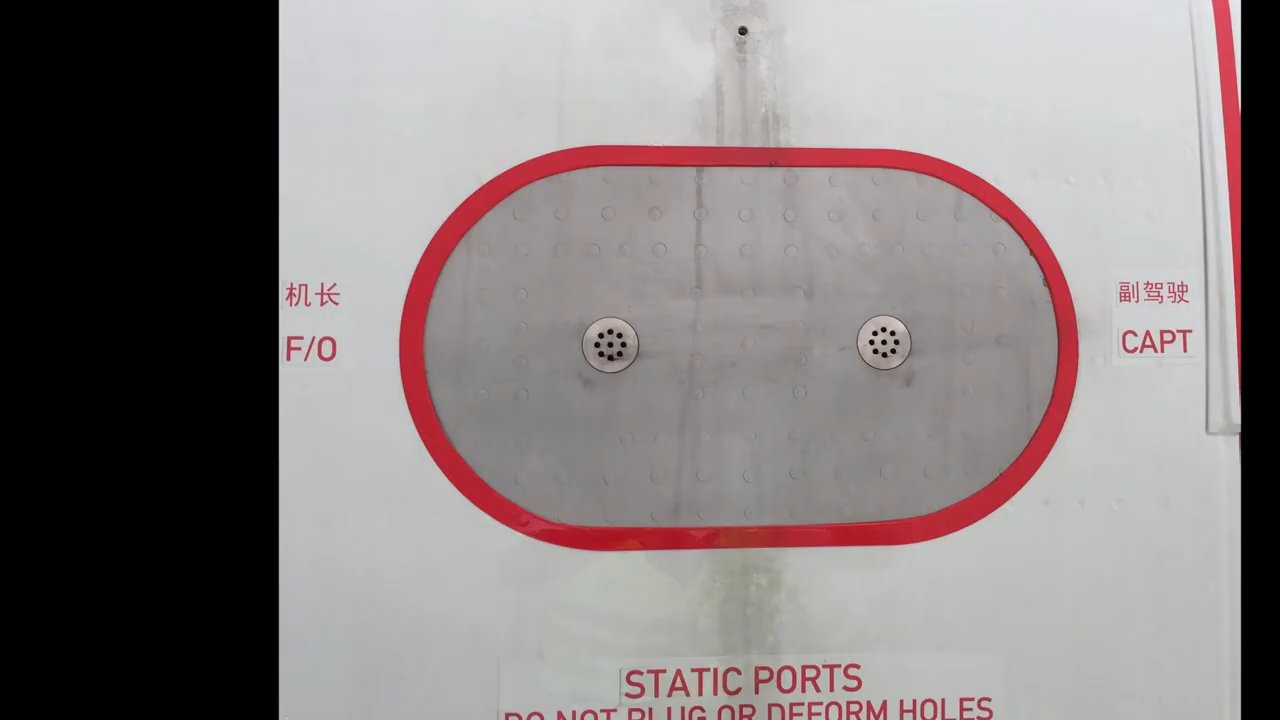 机长
F/O
副驾驶
CAPT
STATIC PORTS
DO NOT PLUG OR DEFORM HOLES